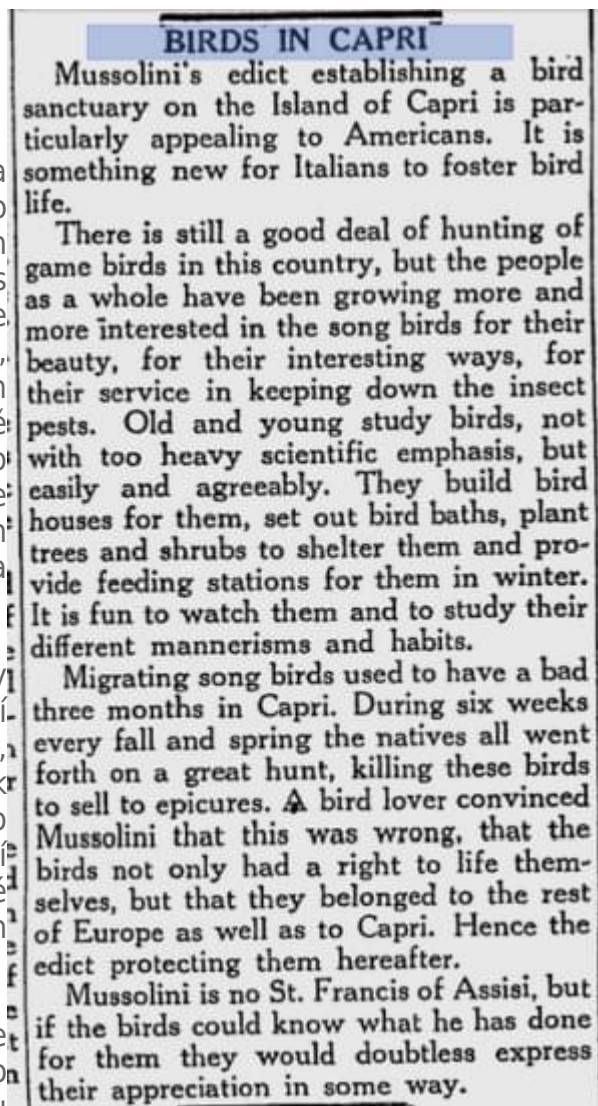 BIRDS IN CAPRI
Mussolini's edict establishing a bird
sanctuary on the Island of Capri is par-
ticularly appealing to Americans. It is
something new for Italians to foster bird
life.
There is still a good deal of hunting of
game birds in this country, but the people
as a whole have been growing more and
more interested in the song birds for their
beauty, for their interesting ways, for
their service in keeping down the insect
pests. Old and young study birds, not
with too heavy scientific emphasis, but
easily and agreeably. They build bird
houses for them, set out bird baths, plant
trees and shrubs to shelter them and pro-
vide feeding stations for them in winter.
It is fun to watch them and to study their
different mannerisms and habits.
Migrating song birds used to have a bad
three months in Capri. During six weeks
every fall and spring the natives all went
forth on a great hunt, killing these birds
to sell to epicures. A bird lover convinced
Mussolini that this was wrong, that the
birds not only had a right to life them-
selves, but that they belonged to the rest
of Europe as well as to Capri. Hence the
edict protecting them hereafter.
Mussolini is no St. Francis of Assisi, but
if the birds could know what he has done
for them they would doubtless express
their appreciation in some way.